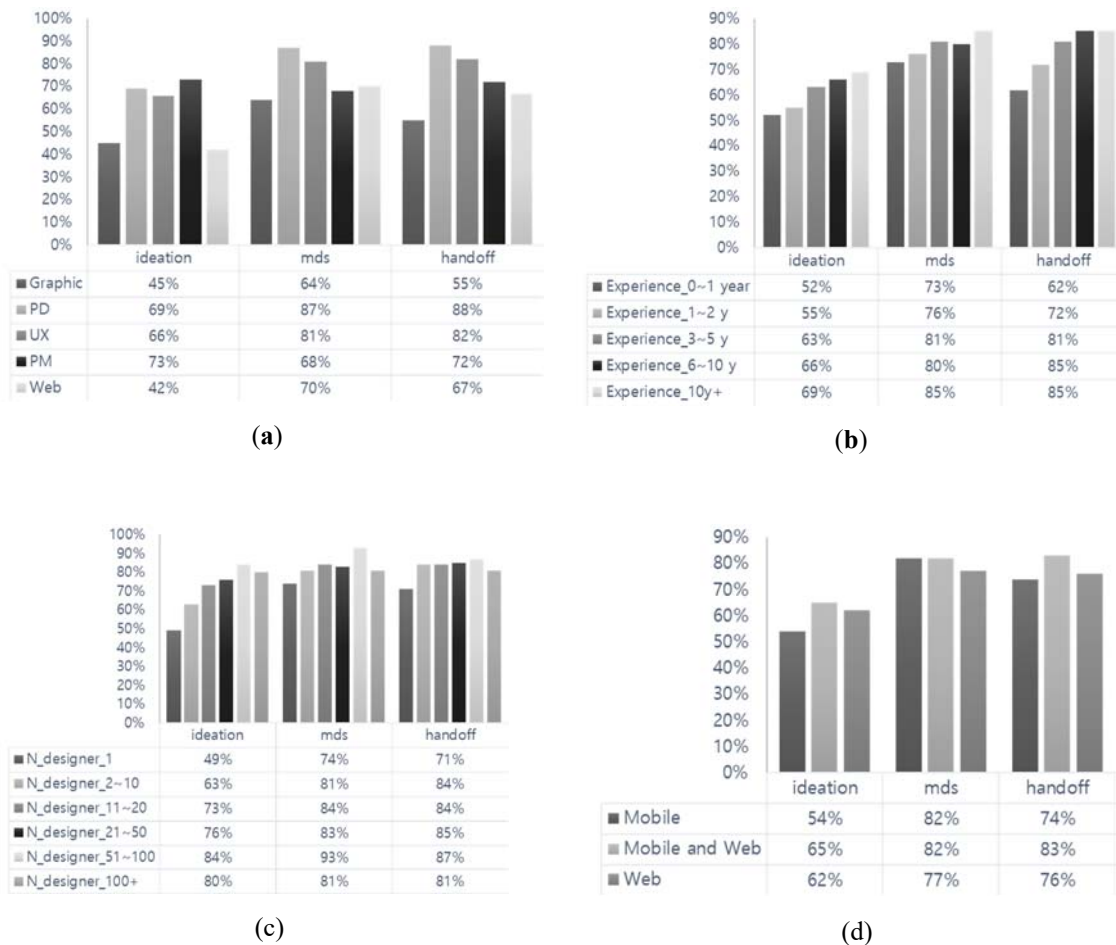 100%
90%
80%
70%
60%
50%
40%
30%
20%
10%
0%
ideation mds handoff
Graphic 45% 64% 55%
PD 69% 87% 88%
UX 66% 81% 82%
PM 73% 68% 72%
Web 42% 70% 67%
(a)
90%
80%
70%
60%
50%
40%
30%
20%
10%
0%
ideation mds handoff
Experience_0~1 year 52% 73% 62%
Experience_1~2 y 55% 76% 72%
Experience_3~5 y 63% 81% 81%
Experience_6~10 y 66% 80% 85%
Experience_10y+ 69% 85% 85%
(b)
100%
90%
80%
70%
60%
50%
40%
30%
20%
10%
0%
ideation mds handoff
N_designer_1 49% 74% 71%
N_designer_2~10 63% 81% 84%
N_designer_11~20 73% 84% 84%
N_designer_21~50 76% 83% 85%
N_designer_51~100 84% 93% 87%
N_designer_100+ 80% 81% 81%
(c)
90%
80%
70%
60%
50%
40%
30%
20%
10%
0%
ideation mds handoff
Mobile 54% 82% 74%
Mobile and Web 65% 82% 83%
Web 62% 77% 76%
(d)